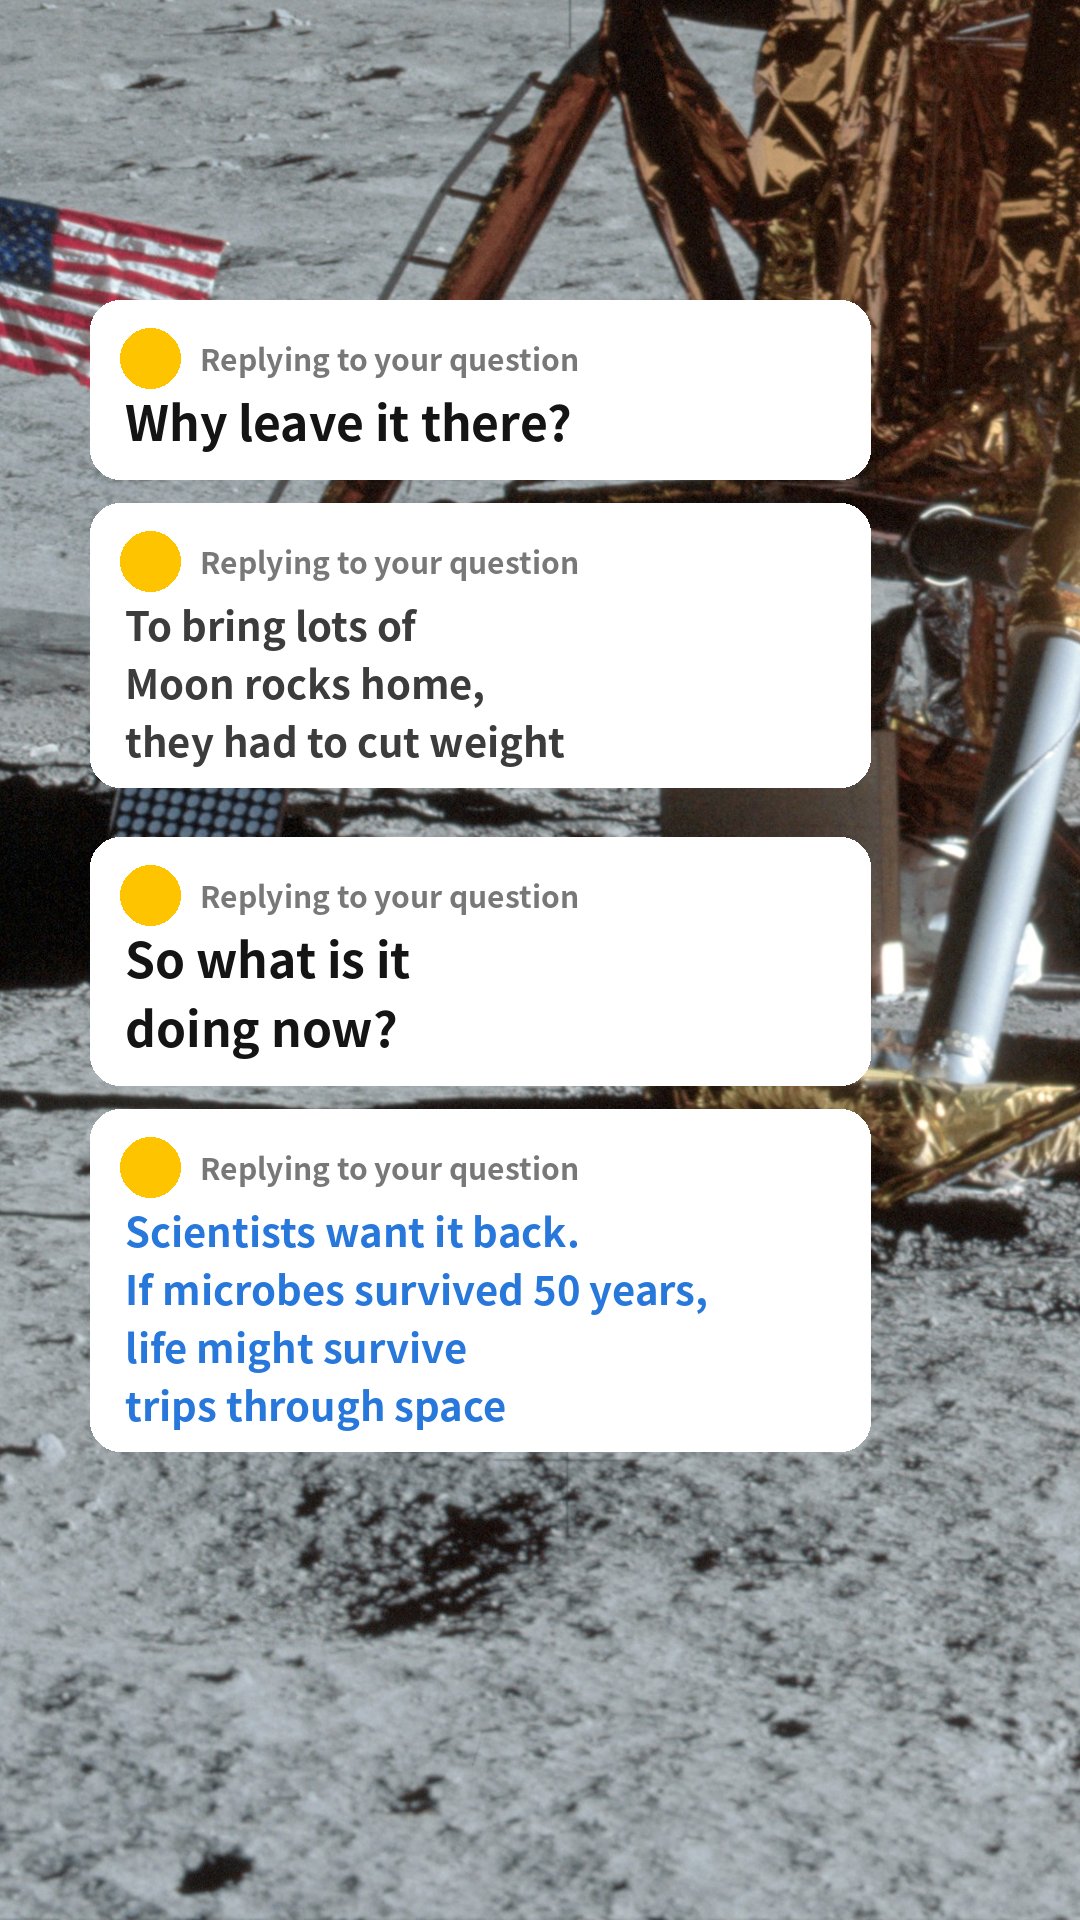 Replying to your question
Why leave it there?
Replying to your question
To bring lots of
Moon rocks home,
they had to cut weight
Replying to your question
So what is it
doing now?
Replying to your question
Scientists want it back.
If microbes survived 50 years,
life might survive
trips through space